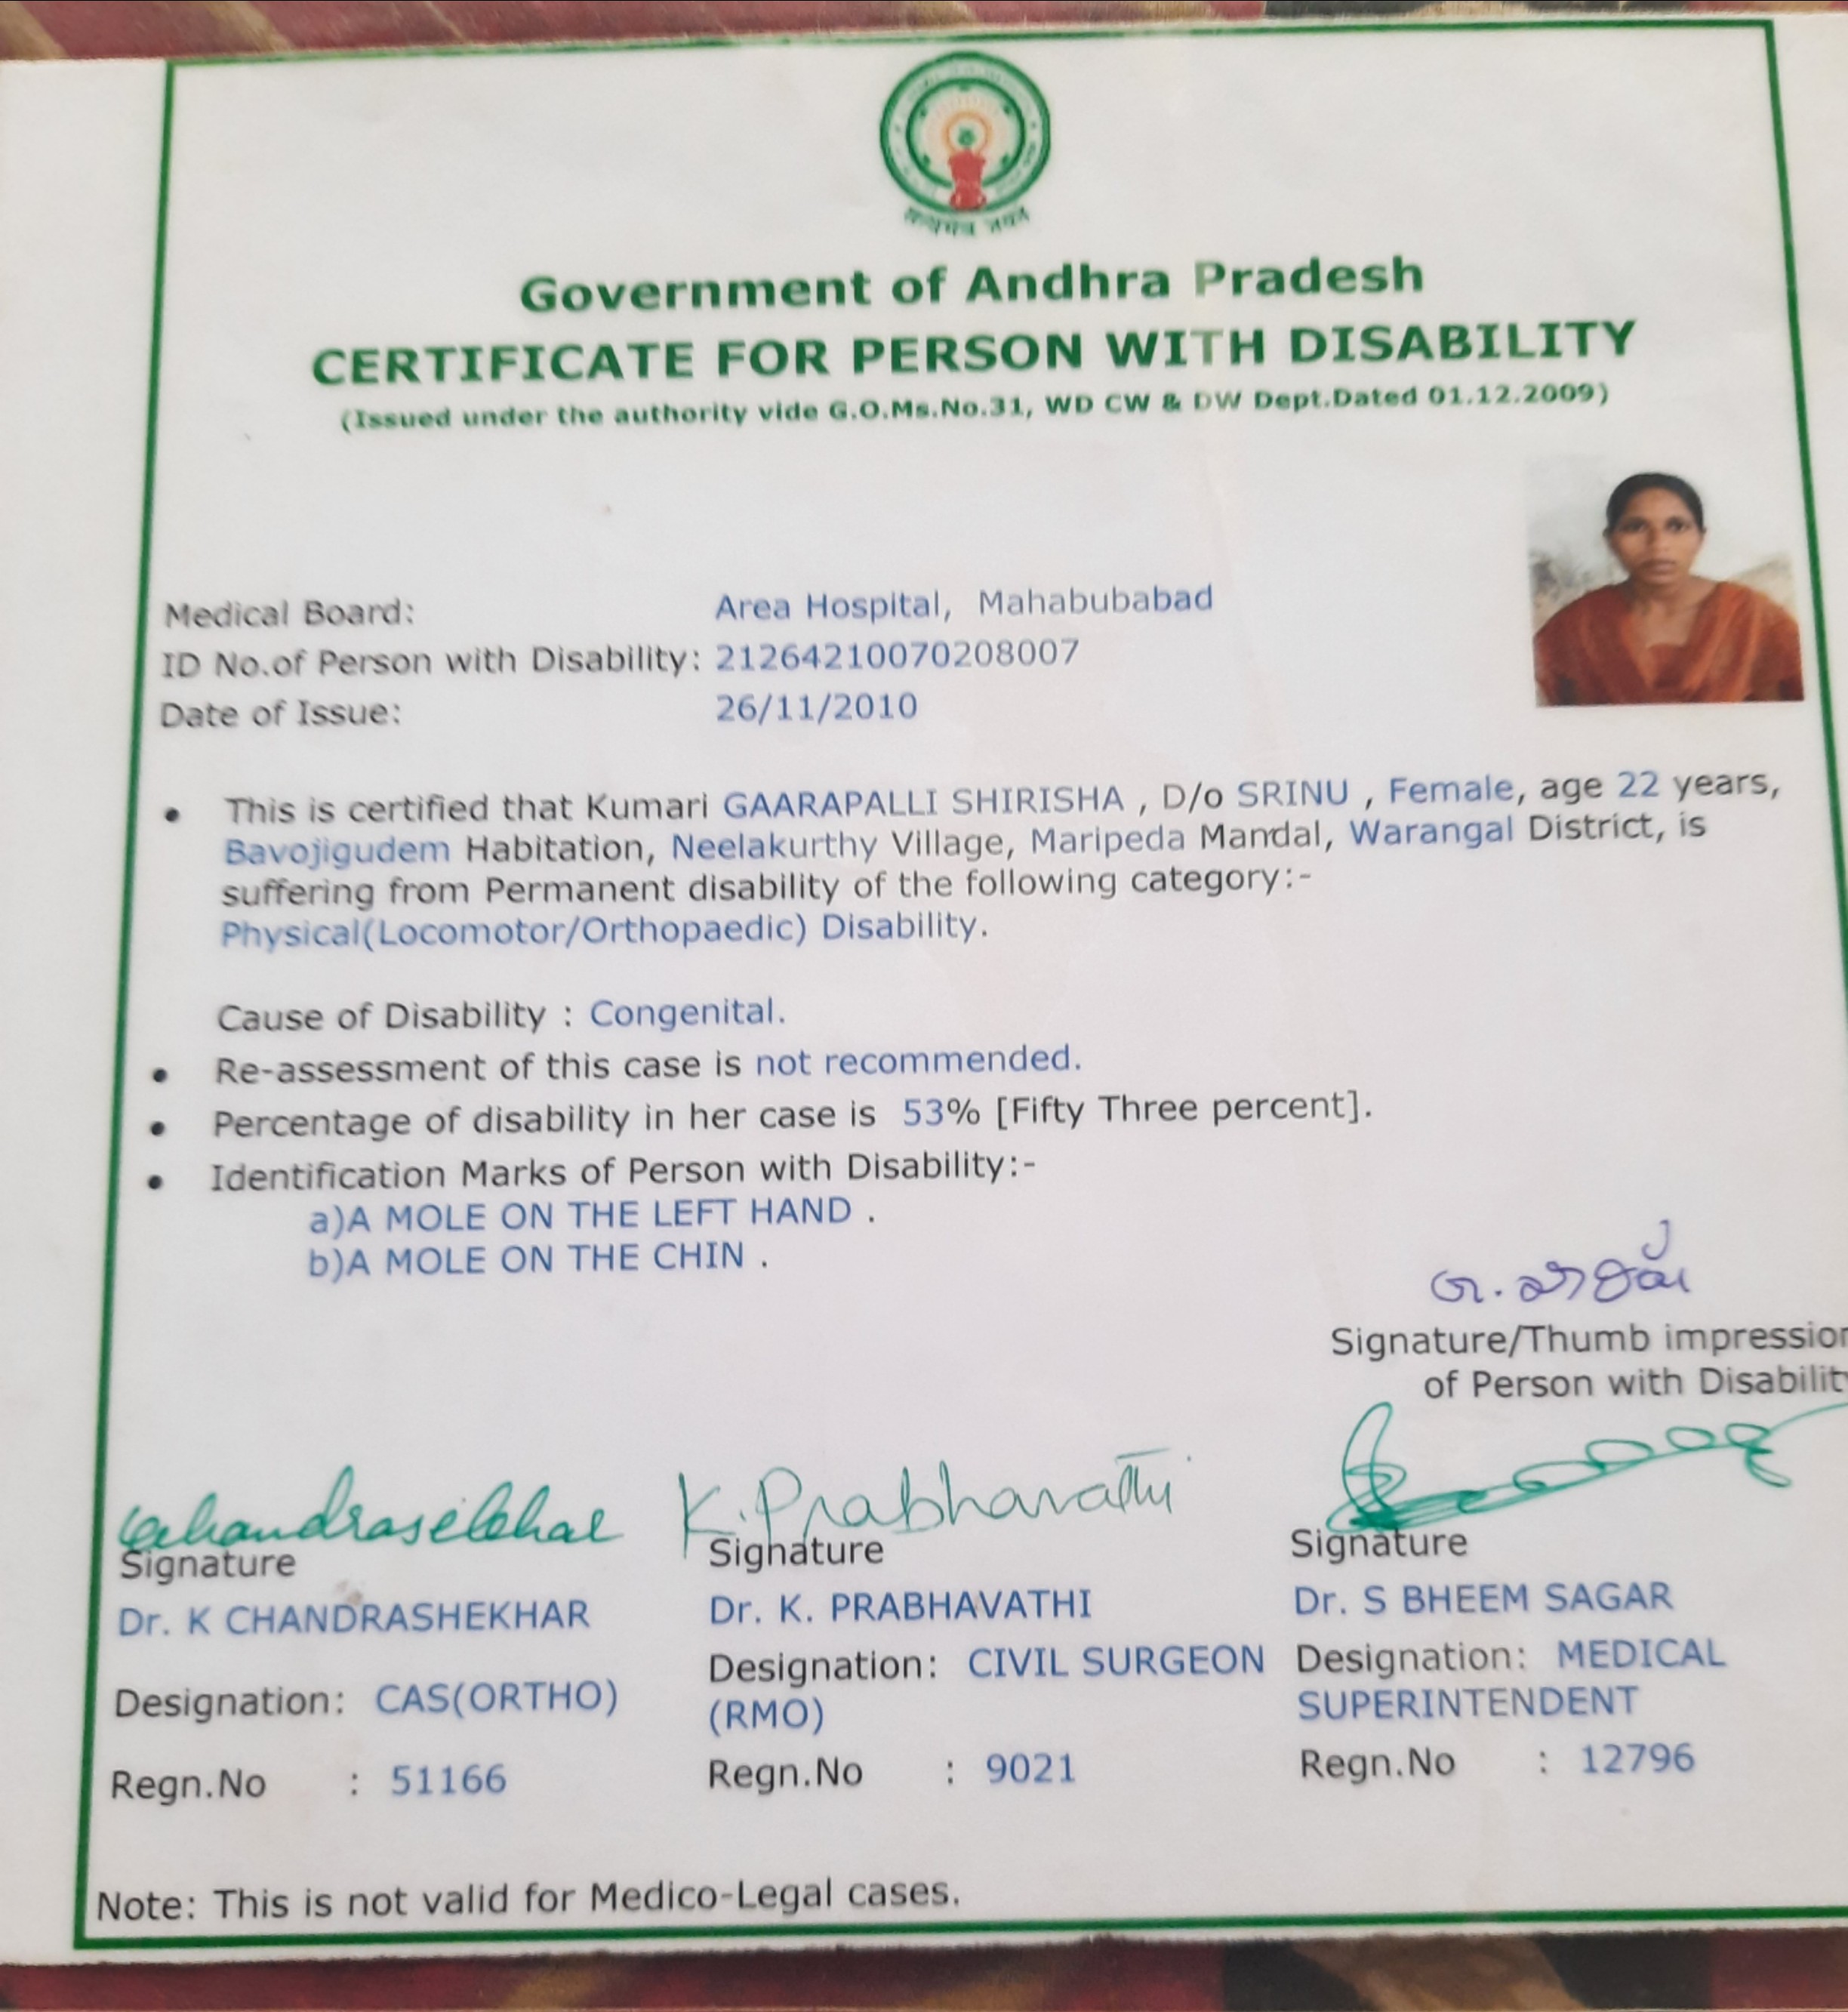 सत्यमेव जयते
Government of Andhra Pradesh
CERTIFICATE FOR PERSON WITH DISABILITY
(Issued under the authority vide G.O.Ms.No.31, WD CW & DW Dept.Dated 01.12.2009)
Medical Board: Area Hospital, Mahabubabad
ID No.of Person with Disability: 21264210070208007
Date of Issue: 26/11/2010
• This is certified that Kumari GAARAPALLI SHIRISHA , D/o SRINU , Female, age 22 years,
Bavojigudem Habitation, Neelakurthy Village, Maripeda Mandal, Warangal District, is
suffering from Permanent disability of the following category:-
Physical(Locomotor/Orthopaedic) Disability.
Cause of Disability : Congenital.
• Re-assessment of this case is not recommended.
• Percentage of disability in her case is 53% [Fifty Three percent].
• Identification Marks of Person with Disability:-
a)A MOLE ON THE LEFT HAND .
b)A MOLE ON THE CHIN .
Signature/Thumb impression
of Person with Disability
K.Prabhavathi
Signature Signature Signature
Dr. K CHANDRASHEKHAR Dr. K. PRABHAVATHI Dr. S BHEEM SAGAR
Designation: CAS(ORTHO) Designation: CIVIL SURGEON Designation: MEDICAL
(RMO) SUPERINTENDENT
Regn.No : 51166 Regn.No : 9021 Regn.No : 12796
Note: This is not valid for Medico-Legal cases.